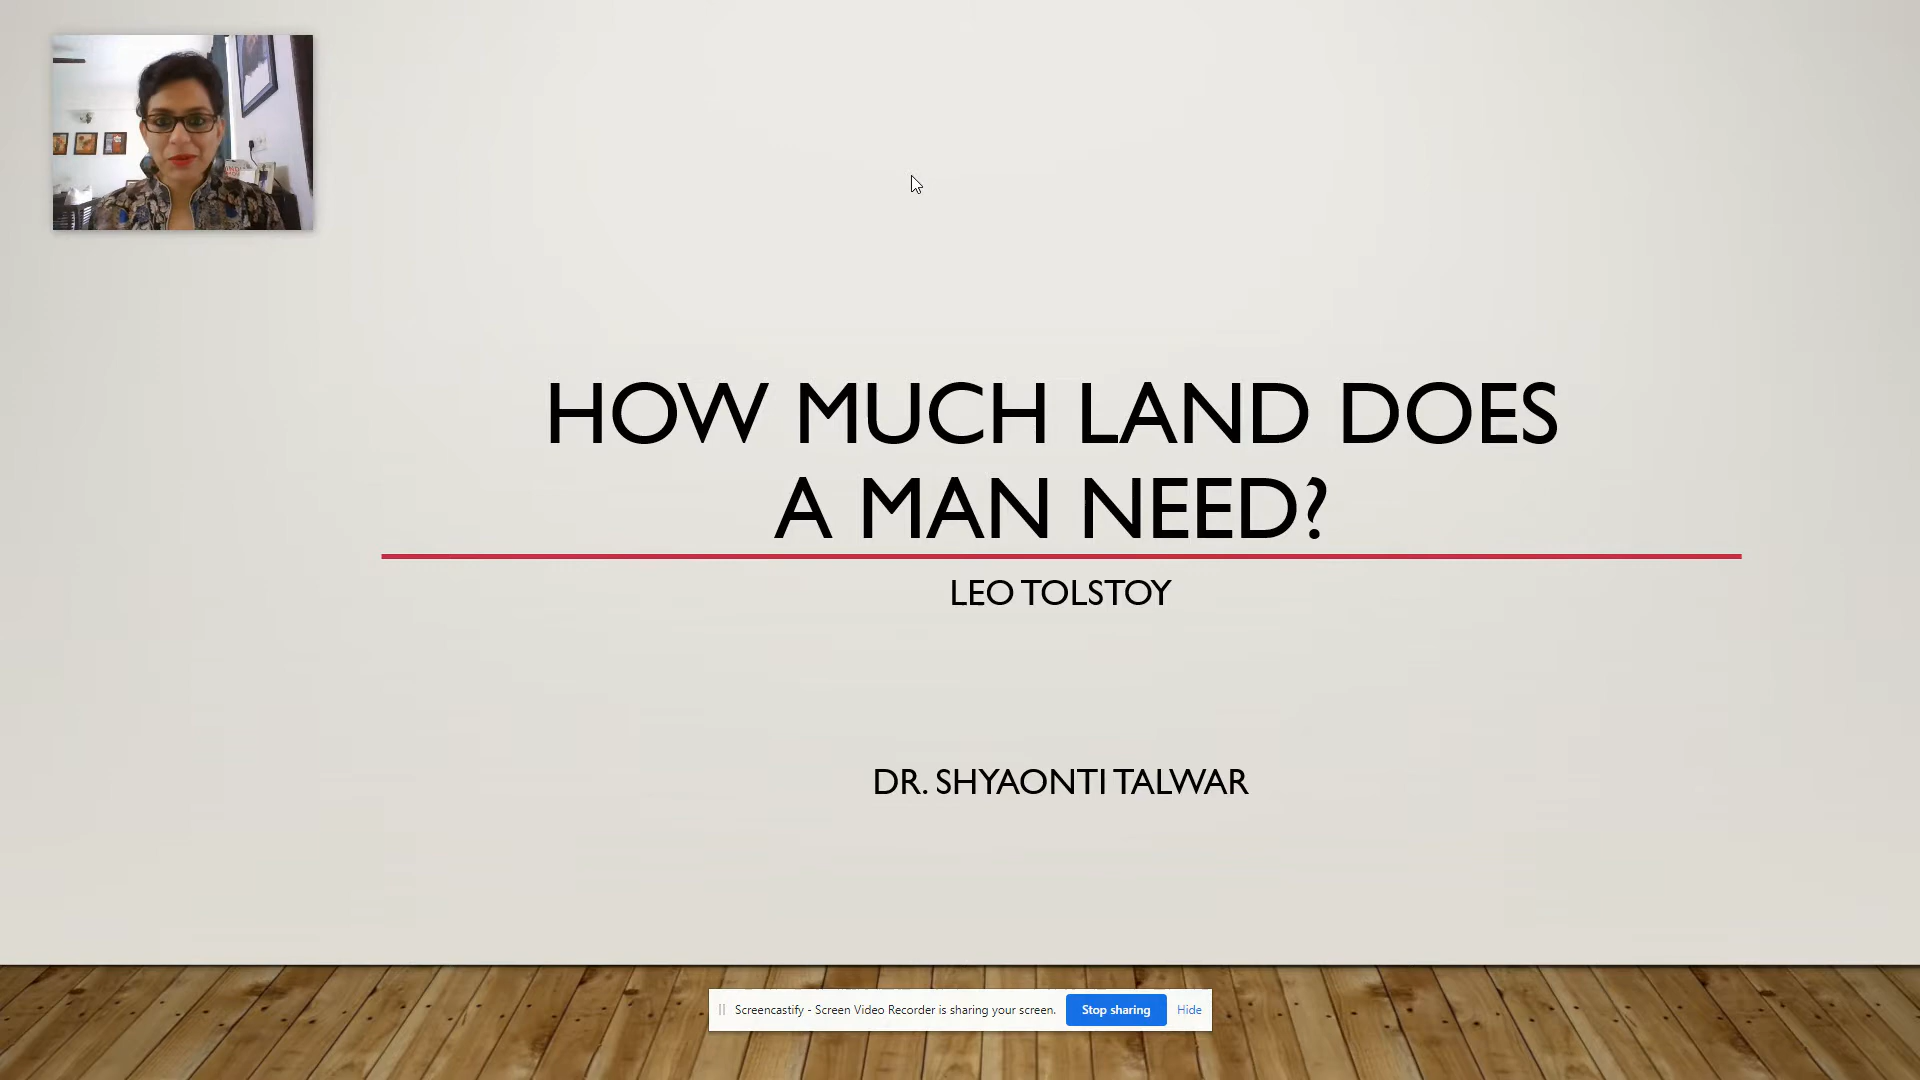 HOW MUCH LAND DOES
A MAN NEED?
LEO TOLSTOY
DR. SHYAONTI TALWAR
Screencastify - Screen Video Recorder is sharing your screen. Stop sharing Hide